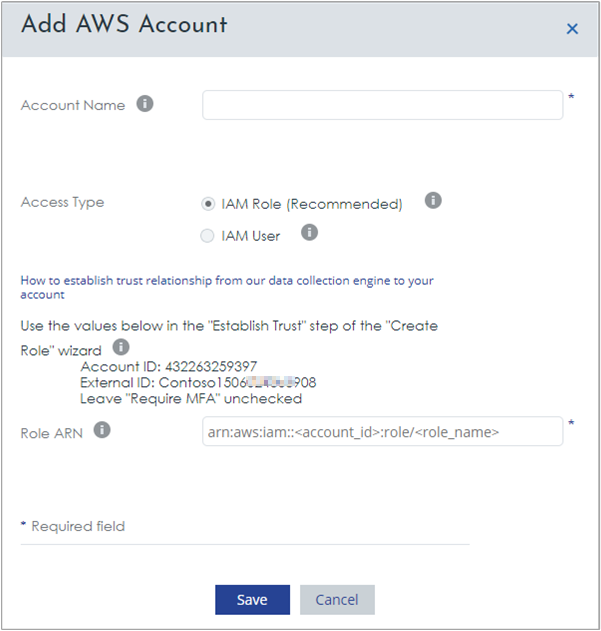 Add AWS Account
Account Name
*
Access Type
IAM Role (Recommended)
IAM User
How to establish trust relationship from our data collection engine to your
account
Use the values below in the "Establish Trust" step of the "Create
Role" wizard
Account ID: 432263259397
External ID:
Leave "Require MFA" unchecked
Role ARN
arn:aws:iam::<account_id>:role/<role_name>
*
* Required field
Save
Cancel